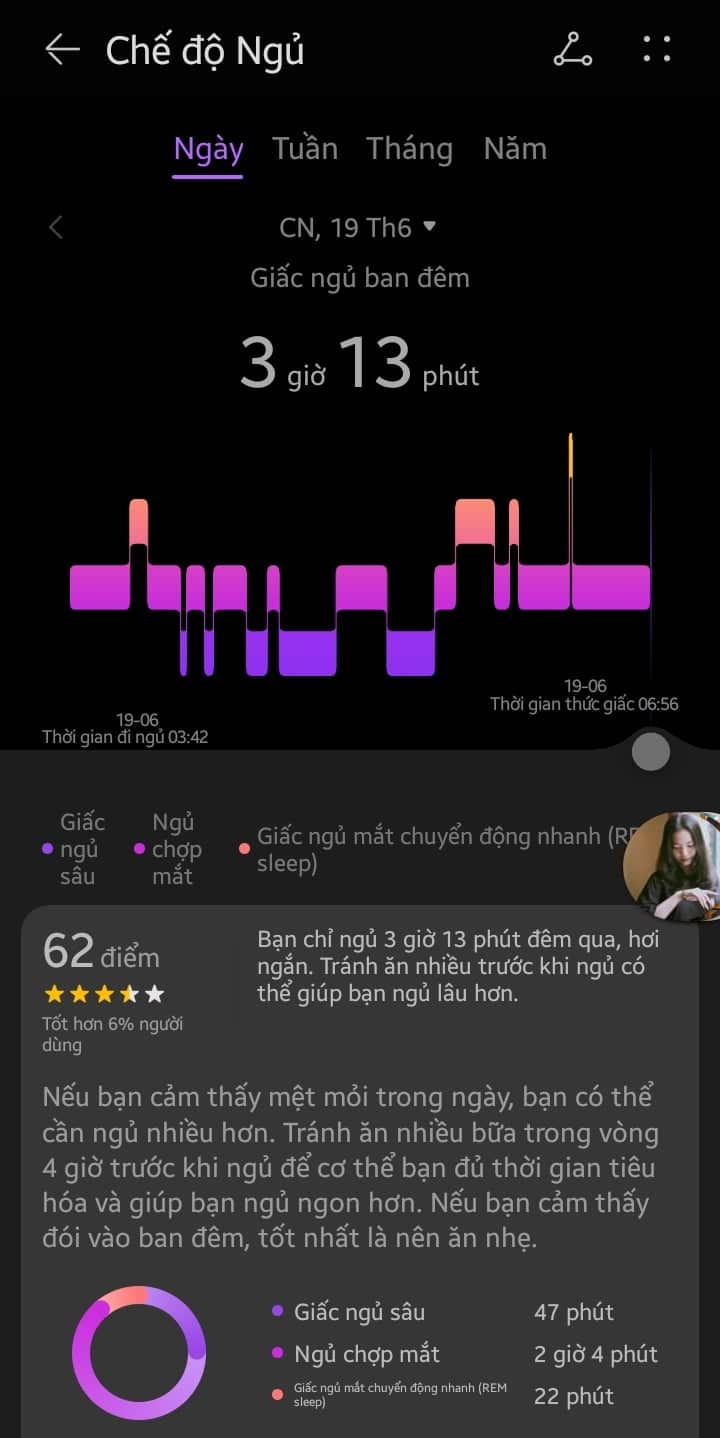 Chế độ Ngủ
Ngày Tuần Tháng Năm
CN, 19 Th6
Giấc ngủ ban đêm
3 giờ 13 phút
19-06
Thời gian thức giấc 06:56
19-06
Thời gian đi ngủ 03:42
Giấc
ngủ
sâu
Ngủ
chợp
mắt
Giấc ngủ mắt chuyển động nhanh (RE
sleep)
62 điểm
Tốt hơn 6% người
dùng
Bạn chỉ ngủ 3 giờ 13 phút đêm qua, hơi
ngắn. Tránh ăn nhiều trước khi ngủ có
thể giúp bạn ngủ lâu hơn.
Nếu bạn cảm thấy mệt mỏi trong ngày, bạn có thể
cần ngủ nhiều hơn. Tránh ăn nhiều bữa trong vòng
4 giờ trước khi ngủ để cơ thể bạn đủ thời gian tiêu
hóa và giúp bạn ngủ ngon hơn. Nếu bạn cảm thấy
đói vào ban đêm, tốt nhất là nên ăn nhẹ.
Giấc ngủ sâu 47 phút
Ngủ chợp mắt 2 giờ 4 phút
Giấc ngủ mắt chuyển động nhanh (REM
sleep)
22 phút